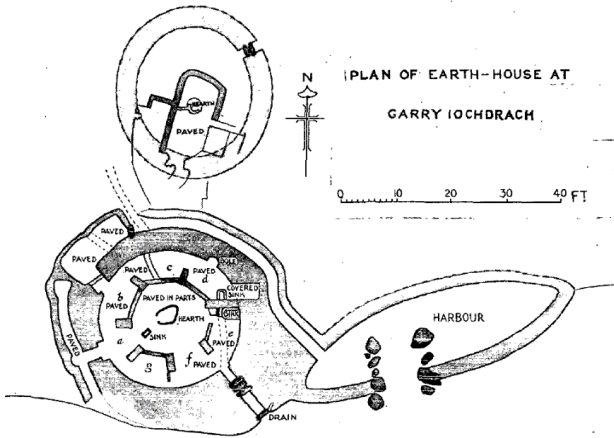 PLAN OF EARTH-HOUSE AT
GARRY IOCHDRACH
N
0 10 20 30 40 FT
HEARTH
PAVED
PAVED
PAVED
PAVED
c
PAVED
d
HOLE
COVERED
SINK
SINK
b
PAVED
PAVED IN PARTS
HEARTH
SINK
a
e
PAVED
f
PAVED
g
PAVED
HARBOUR
DRAIN